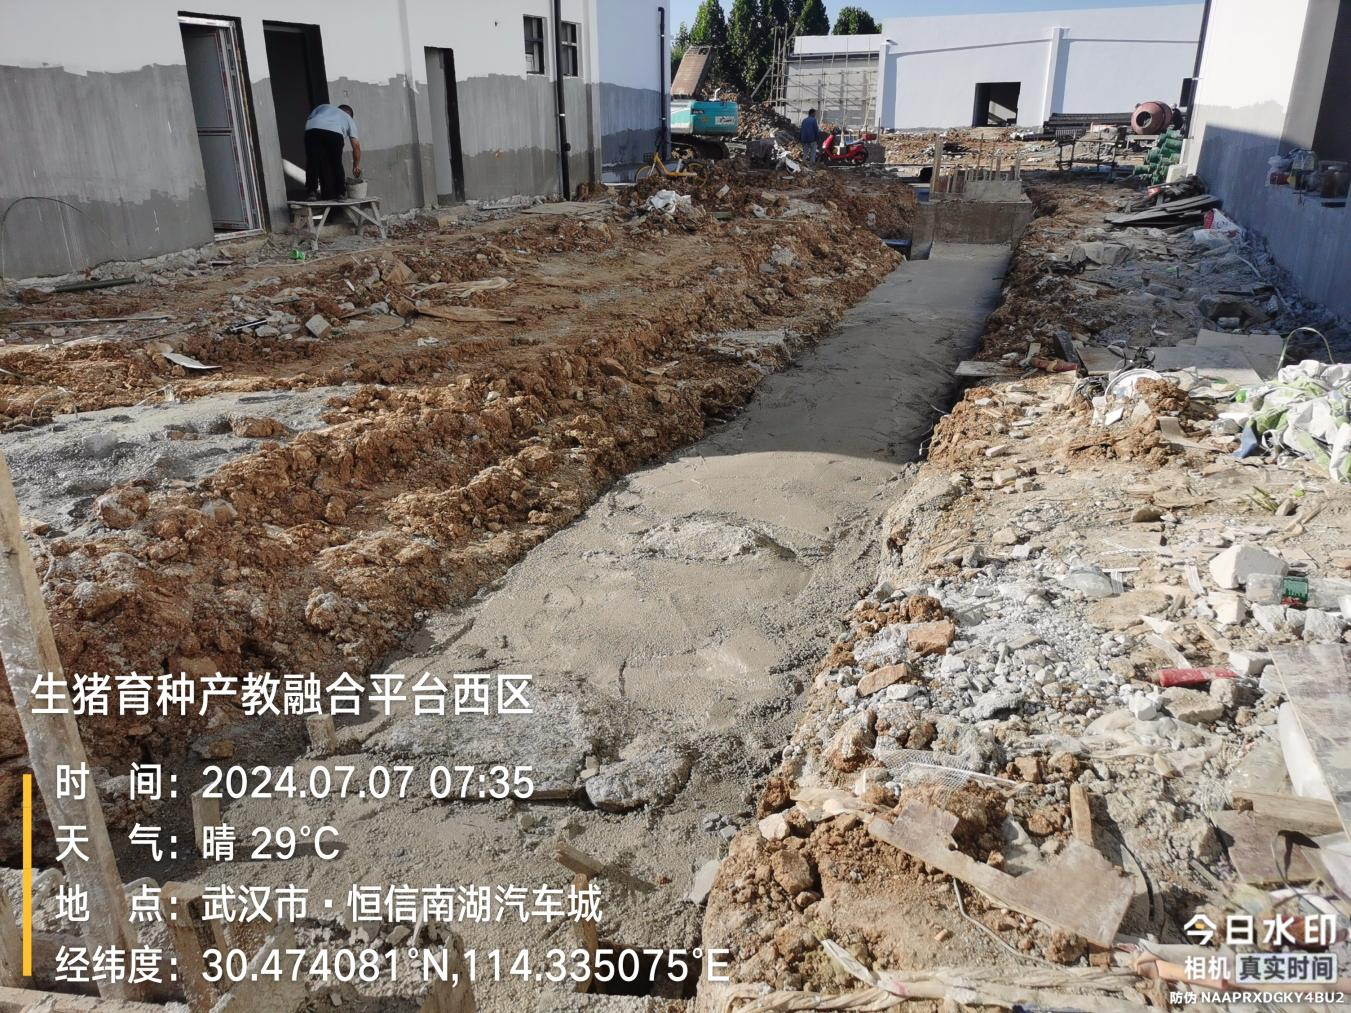 生猪育种产教融合平台西区
时 间：2024.07.07 07:35
天 气：晴 29℃
地 点：武汉市·恒信南湖汽车城
经纬度：30.474081°N,114.335075°E
今日水印
相机 真实时间
防伪 NAAPRXDGKY4BU2